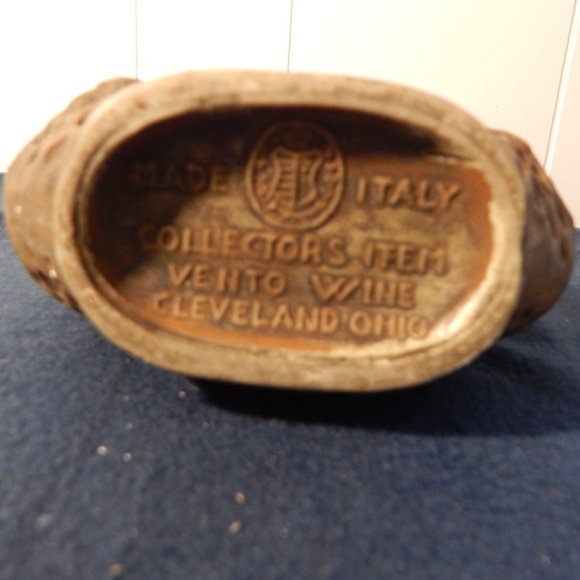 MADE ITALY
COLLECTORS ITEM
VENTO WINE
CLEVELAND OHIO